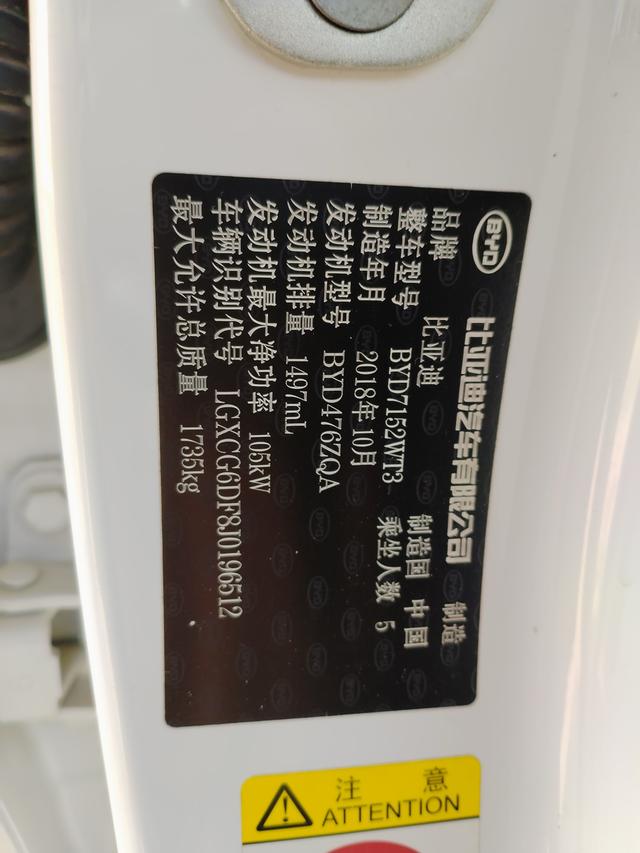 BYD 比亚迪汽车有限公司 制造
品牌 比亚迪 制造国 中国
整车型号 BYD7152WT3 乘坐人数 5
制造年月 2018年10月
发动机型号 BYD476ZQA
发动机排量 1497mL
发动机最大净功率 105kW
车辆识别代号 LGXCG6DF8J0196512
最大允许总质量 1735kg
注 意
ATTENTION